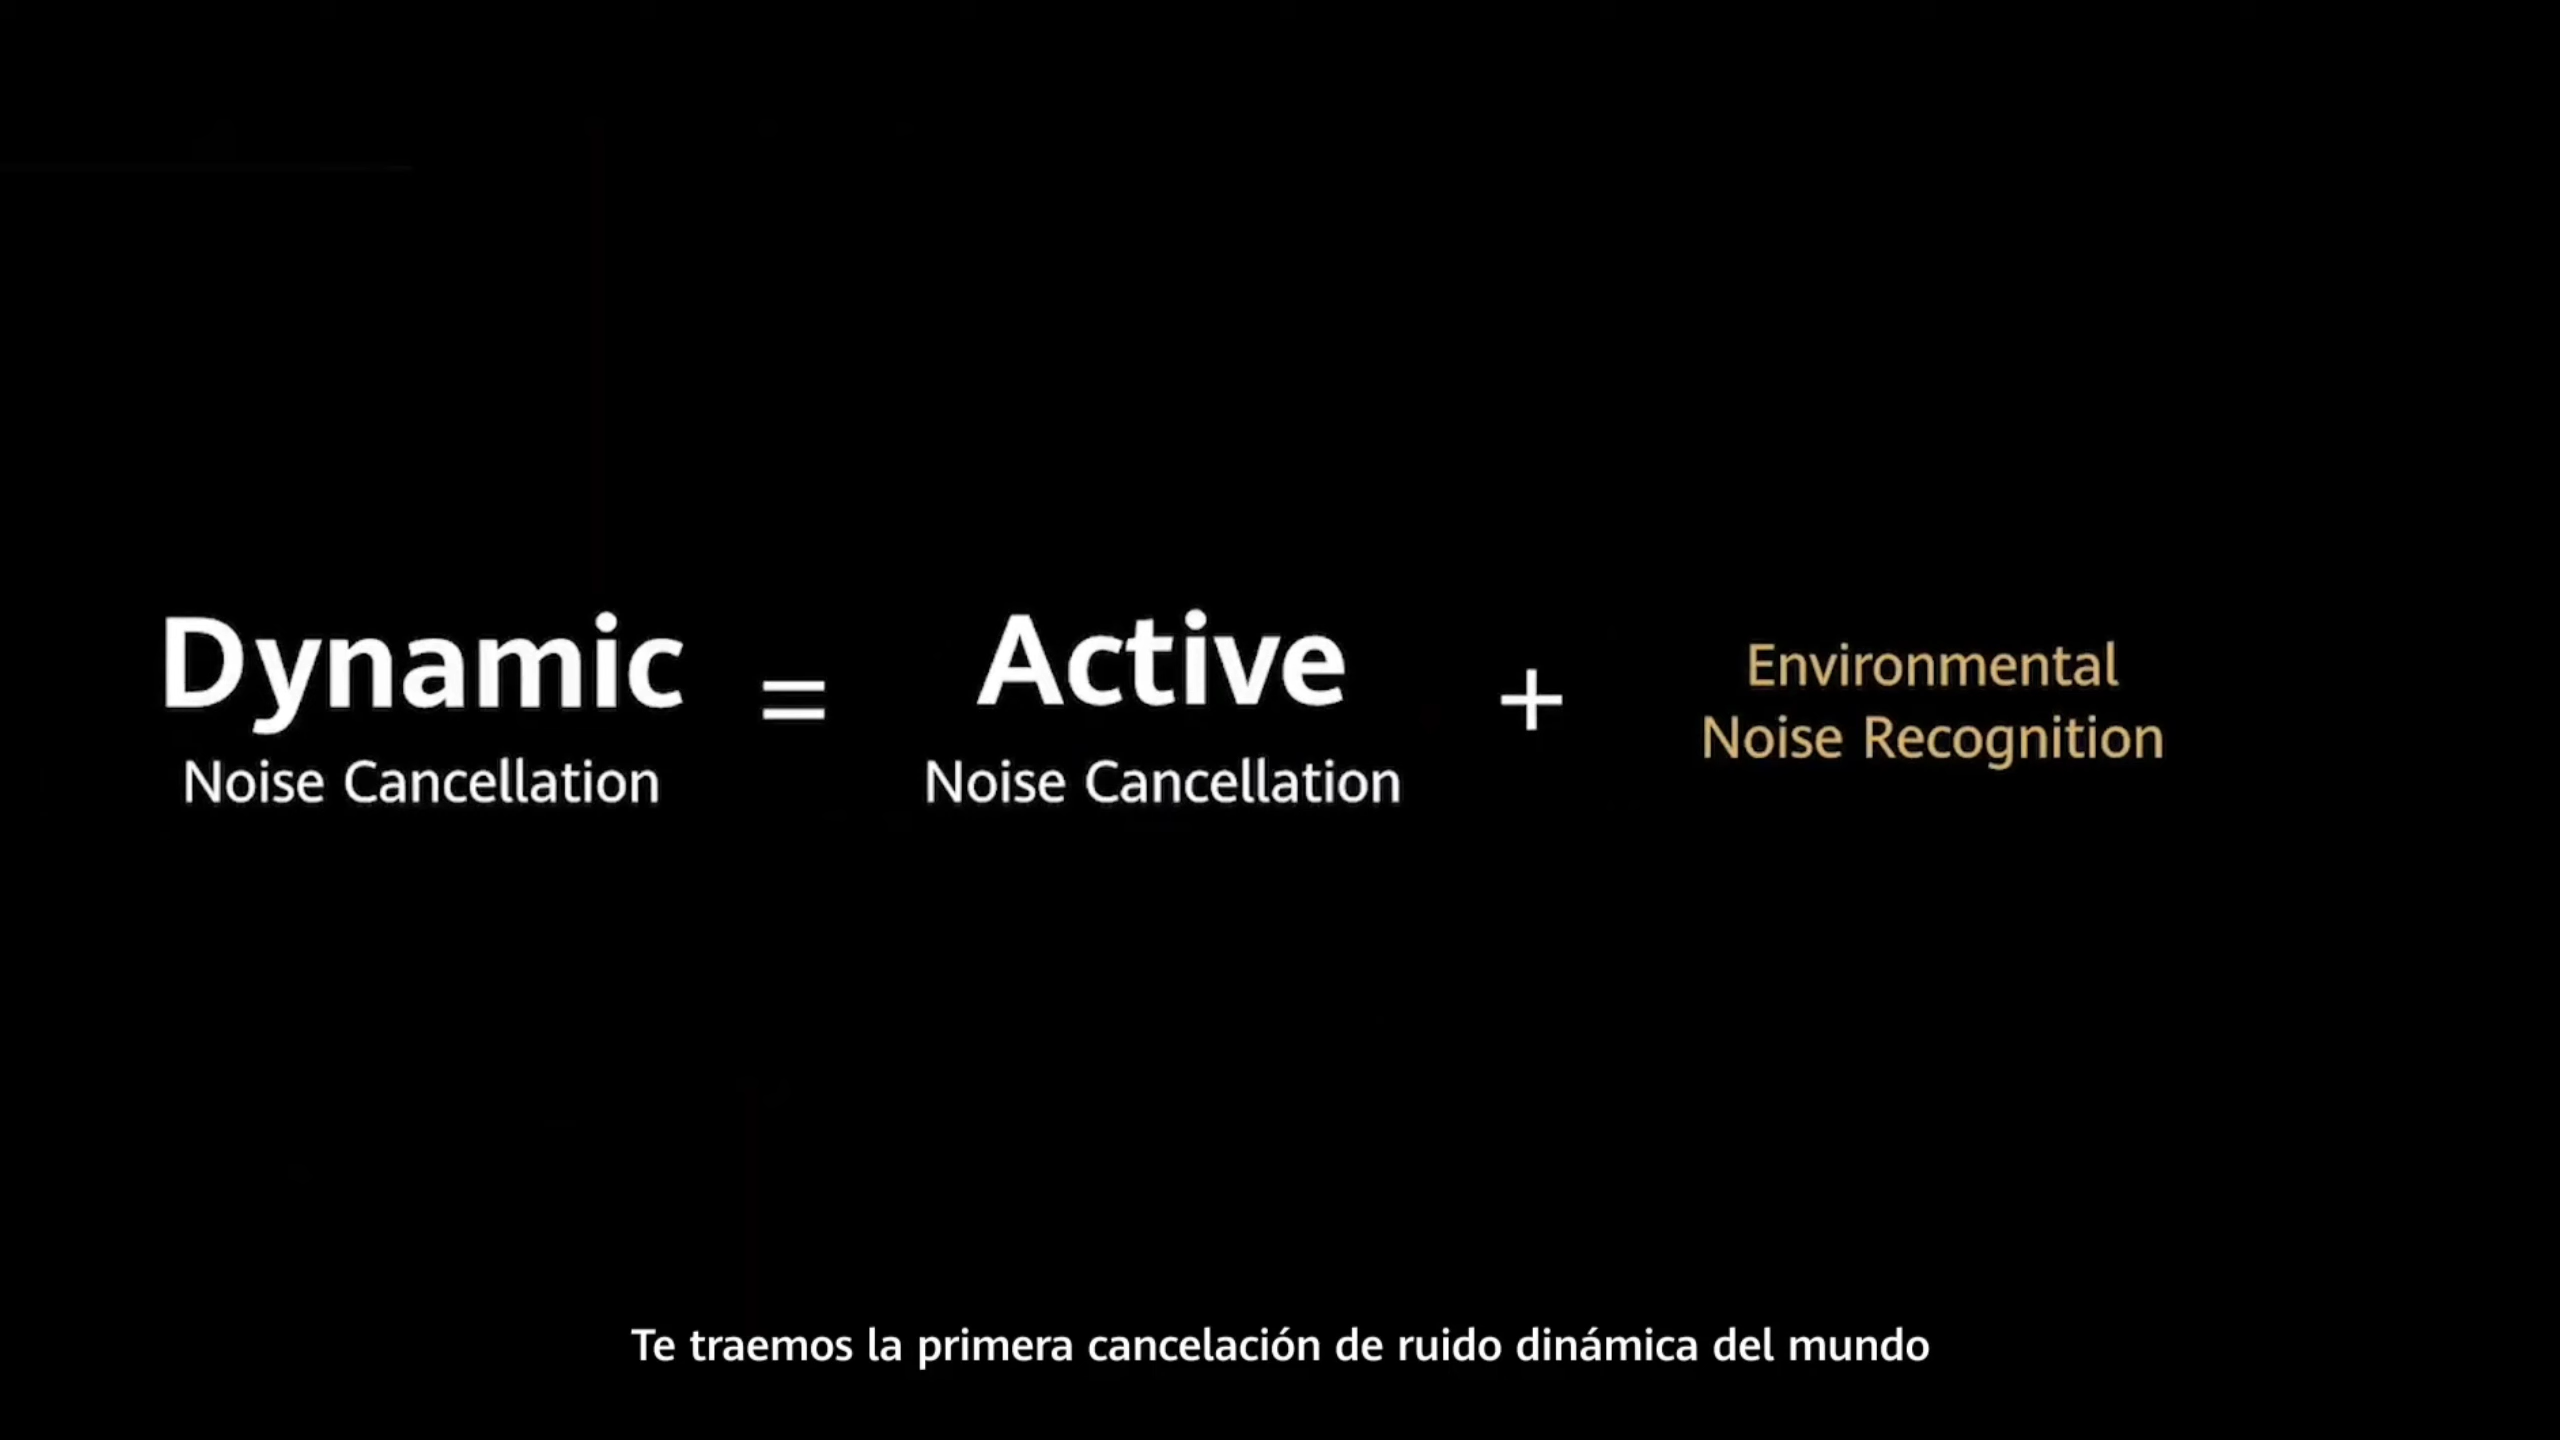 Dynamic
Noise Cancellation
=
Active
Noise Cancellation
+
Environmental
Noise Recognition
Te traemos la primera cancelación de ruido dinámica del mundo